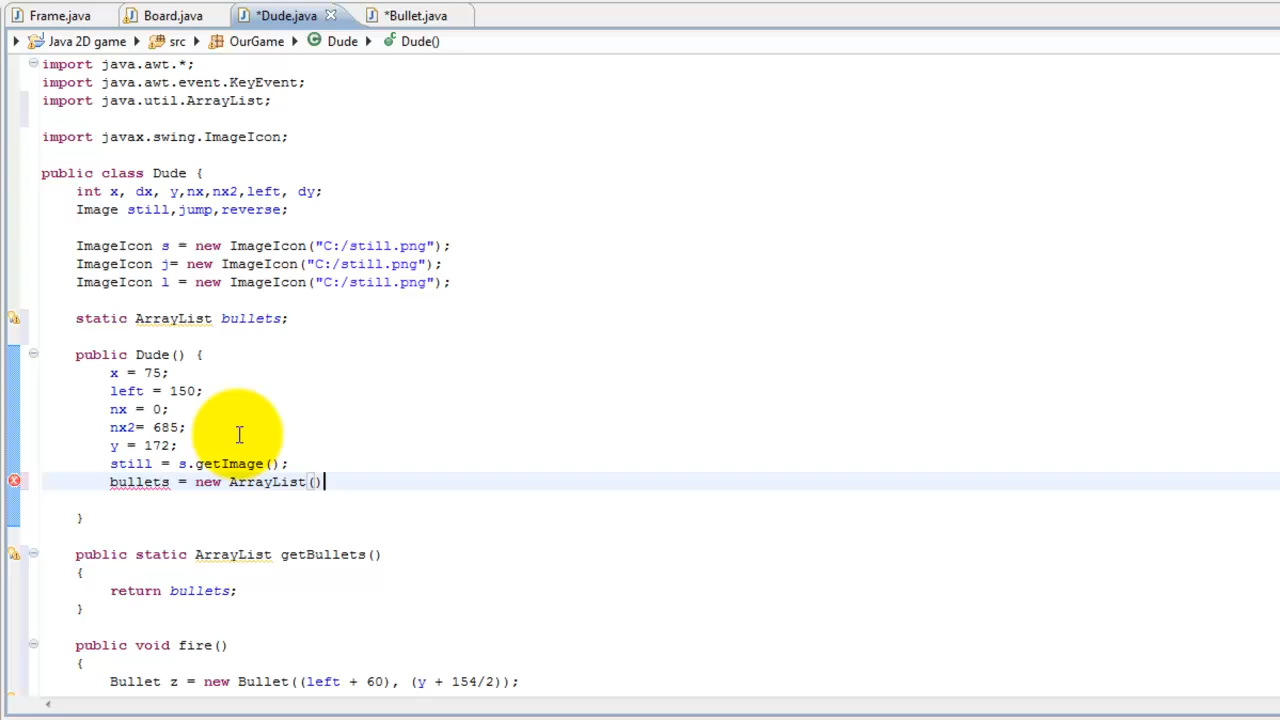 Frame.java Board.java *Dude.java *Bullet.java
Java 2D game src OurGame Dude Dude()
import java.awt.*;
import java.awt.event.KeyEvent;
import java.util.ArrayList;
import javax.swing.ImageIcon;
public class Dude {
int x, dx, y,nx,nx2,left, dy;
Image still,jump,reverse;
ImageIcon s = new ImageIcon("C:/still.png");
ImageIcon j= new ImageIcon("C:/still.png");
ImageIcon l = new ImageIcon("C:/still.png");
static ArrayList bullets;
public Dude() {
x = 75;
left = 150;
nx = 0;
nx2= 685;
y = 172;
still = s.getImage();
bullets = new ArrayList()
}
public static ArrayList getBullets()
{
return bullets;
}
public void fire()
{
Bullet z = new Bullet((left + 60), (y + 154/2));